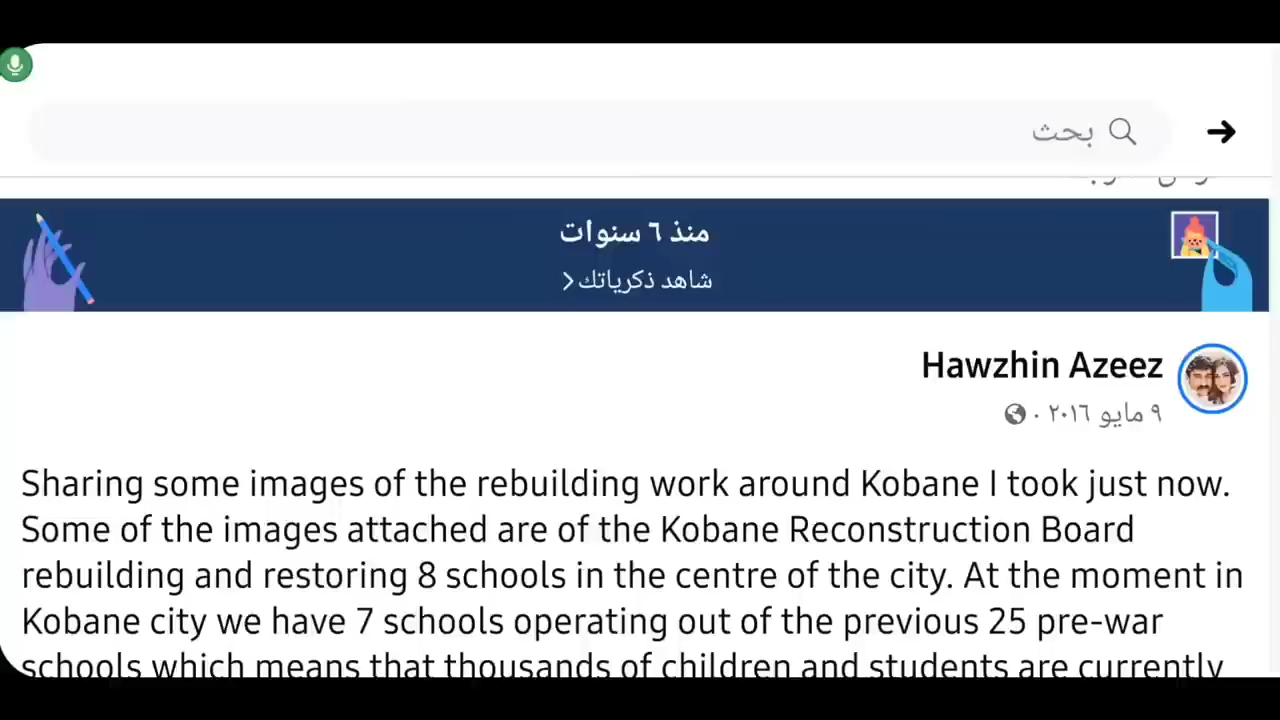 بحث
منذ ٦ سنوات
شاهد ذكرياتك
Hawzhin Azeez
٩ مايو ٢٠١٦ ·
Sharing some images of the rebuilding work around Kobane I took just now.
Some of the images attached are of the Kobane Reconstruction Board
rebuilding and restoring 8 schools in the centre of the city. At the moment in
Kobane city we have 7 schools operating out of the previous 25 pre-war
schools which means that thousands of children and students are currently